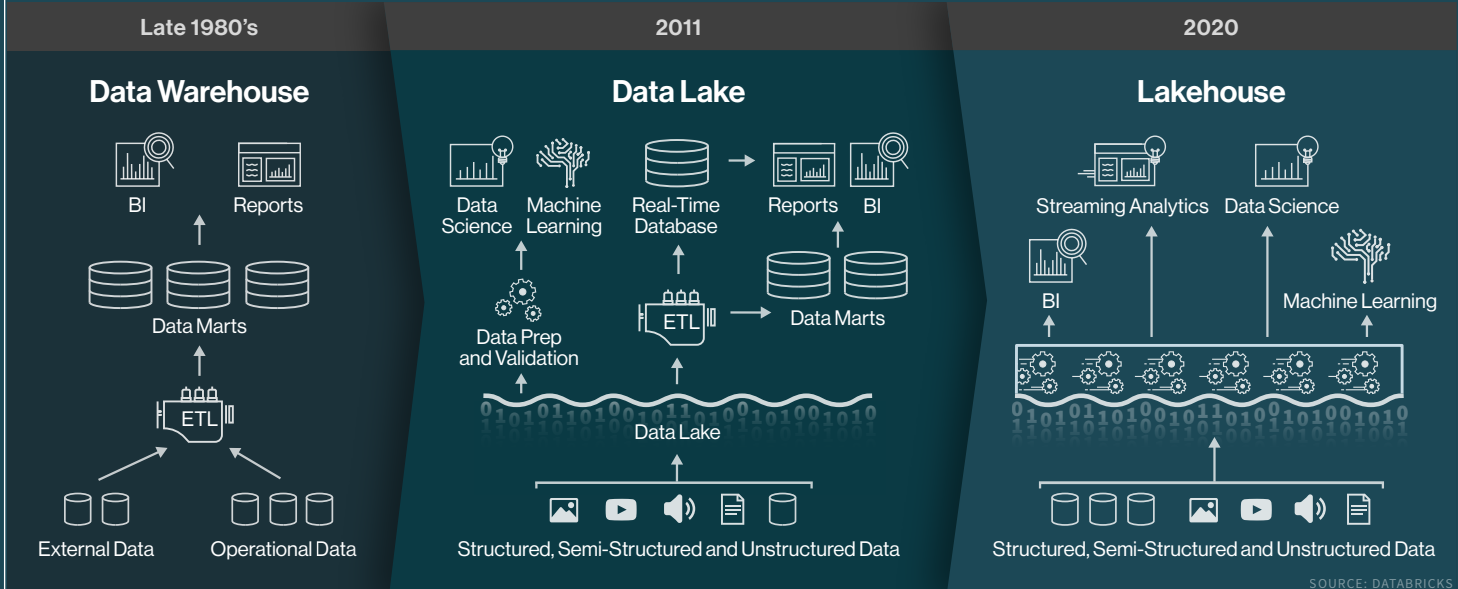 Late 1980's
Data Warehouse
BI
Reports
Data Marts
ETL
External Data
Operational Data
2011
Data Lake
Data
Science
Machine
Learning
Real-Time
Database
Reports
BI
Data Prep
and Validation
ETL
Data Marts
Data Lake
Structured, Semi-Structured and Unstructured Data
2020
Lakehouse
Streaming Analytics
Data Science
BI
Machine Learning
Structured, Semi-Structured and Unstructured Data
SOURCE: DATABRICKS